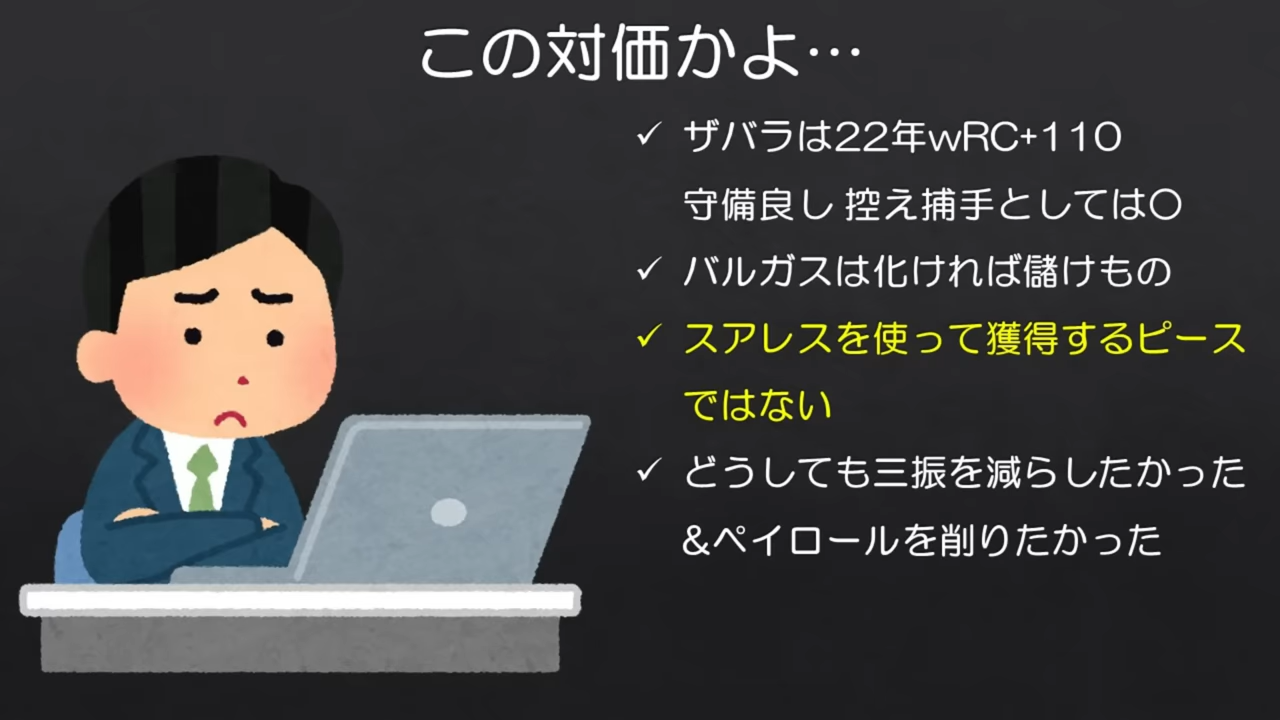 この対価かよ…
✓ ザバラは22年wRC+110
守備良し 控え捕手としては〇
✓ バルガスは化ければ儲けもの
✓ スアレスを使って獲得するピース
ではない
✓ どうしても三振を減らしたかった
&ペイロールを削りたかった